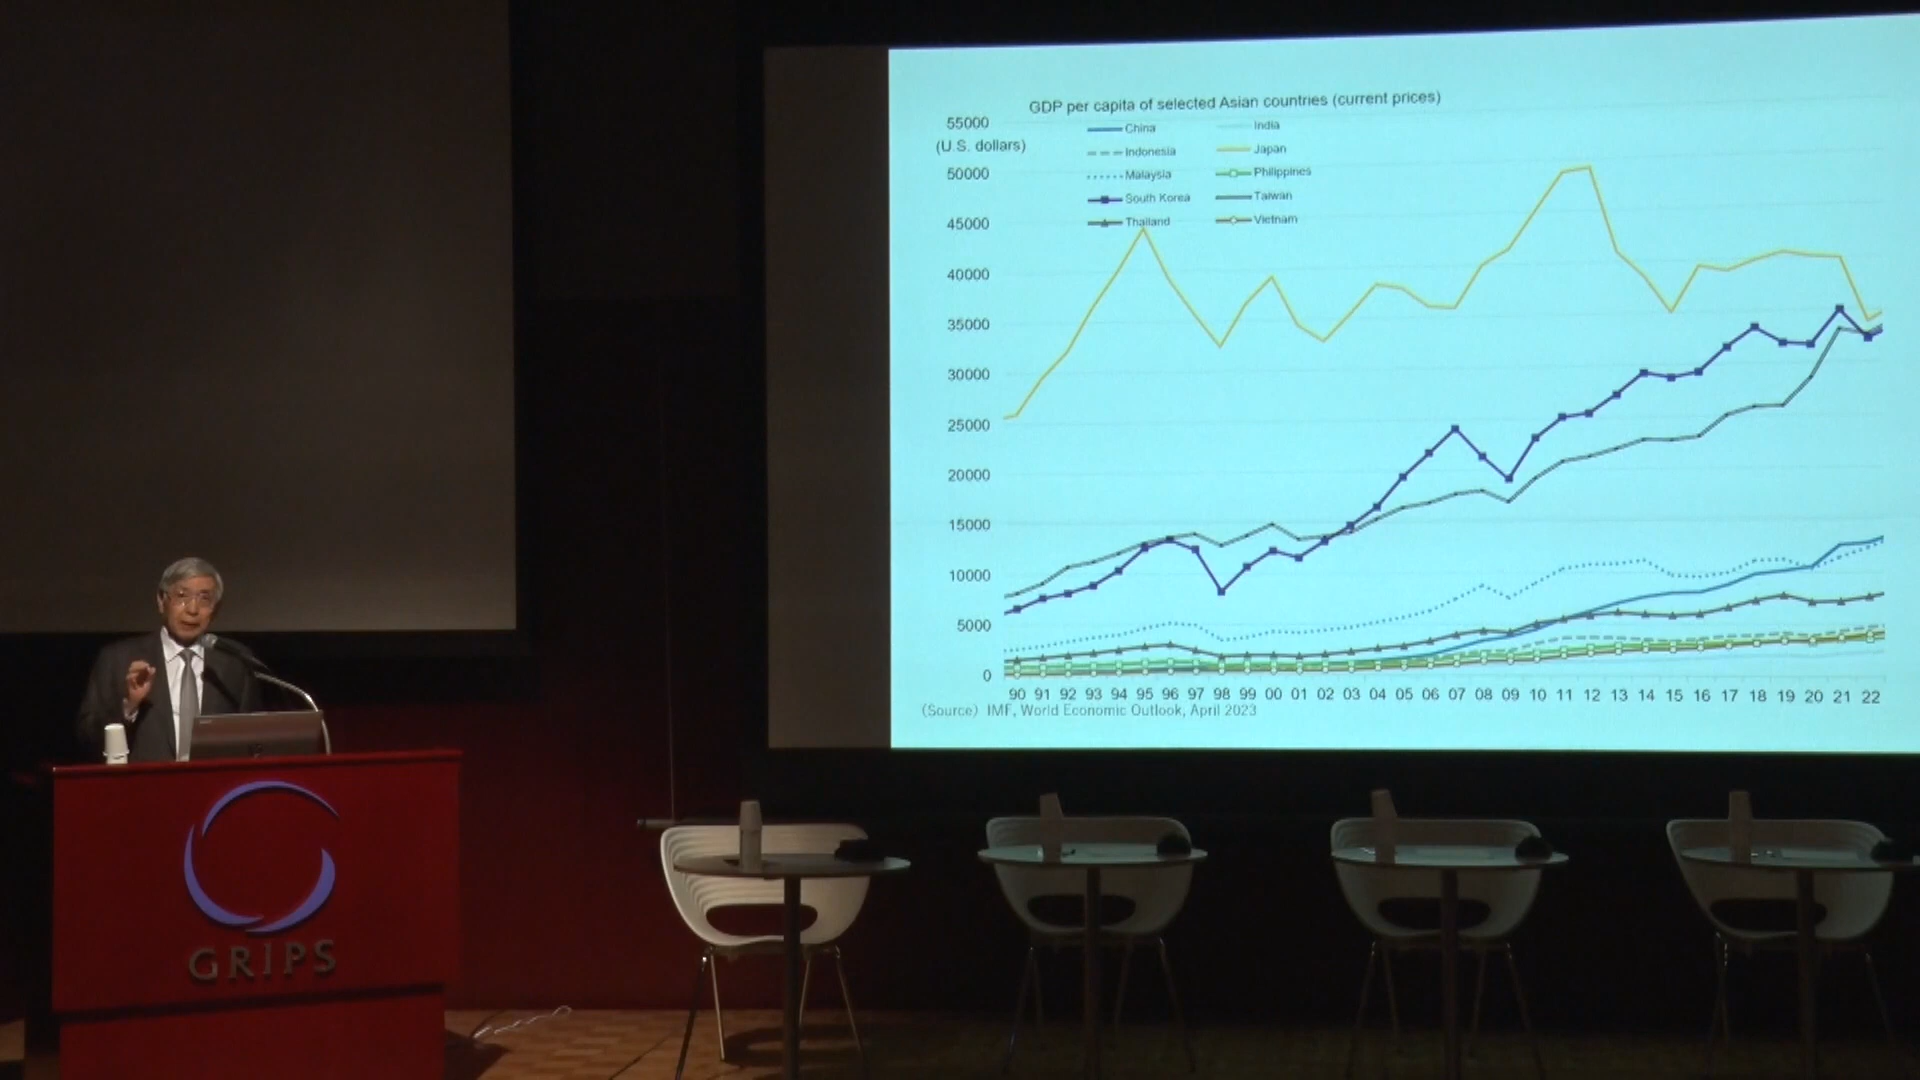 GDP per capita of selected Asian countries (current prices)
55000
(U.S. dollars)
50000
45000
40000
35000
30000
25000
20000
15000
10000
5000
0
China
India
Indonesia
Japan
Malaysia
Philippines
South Korea
Taiwan
Thailand
Vietnam
90 91 92 93 94 95 96 97 98 99 00 01 02 03 04 05 06 07 08 09 10 11 12 13 14 15 16 17 18 19 20 21 22
(Source) IMF, World Economic Outlook, April 2023
GRIPS